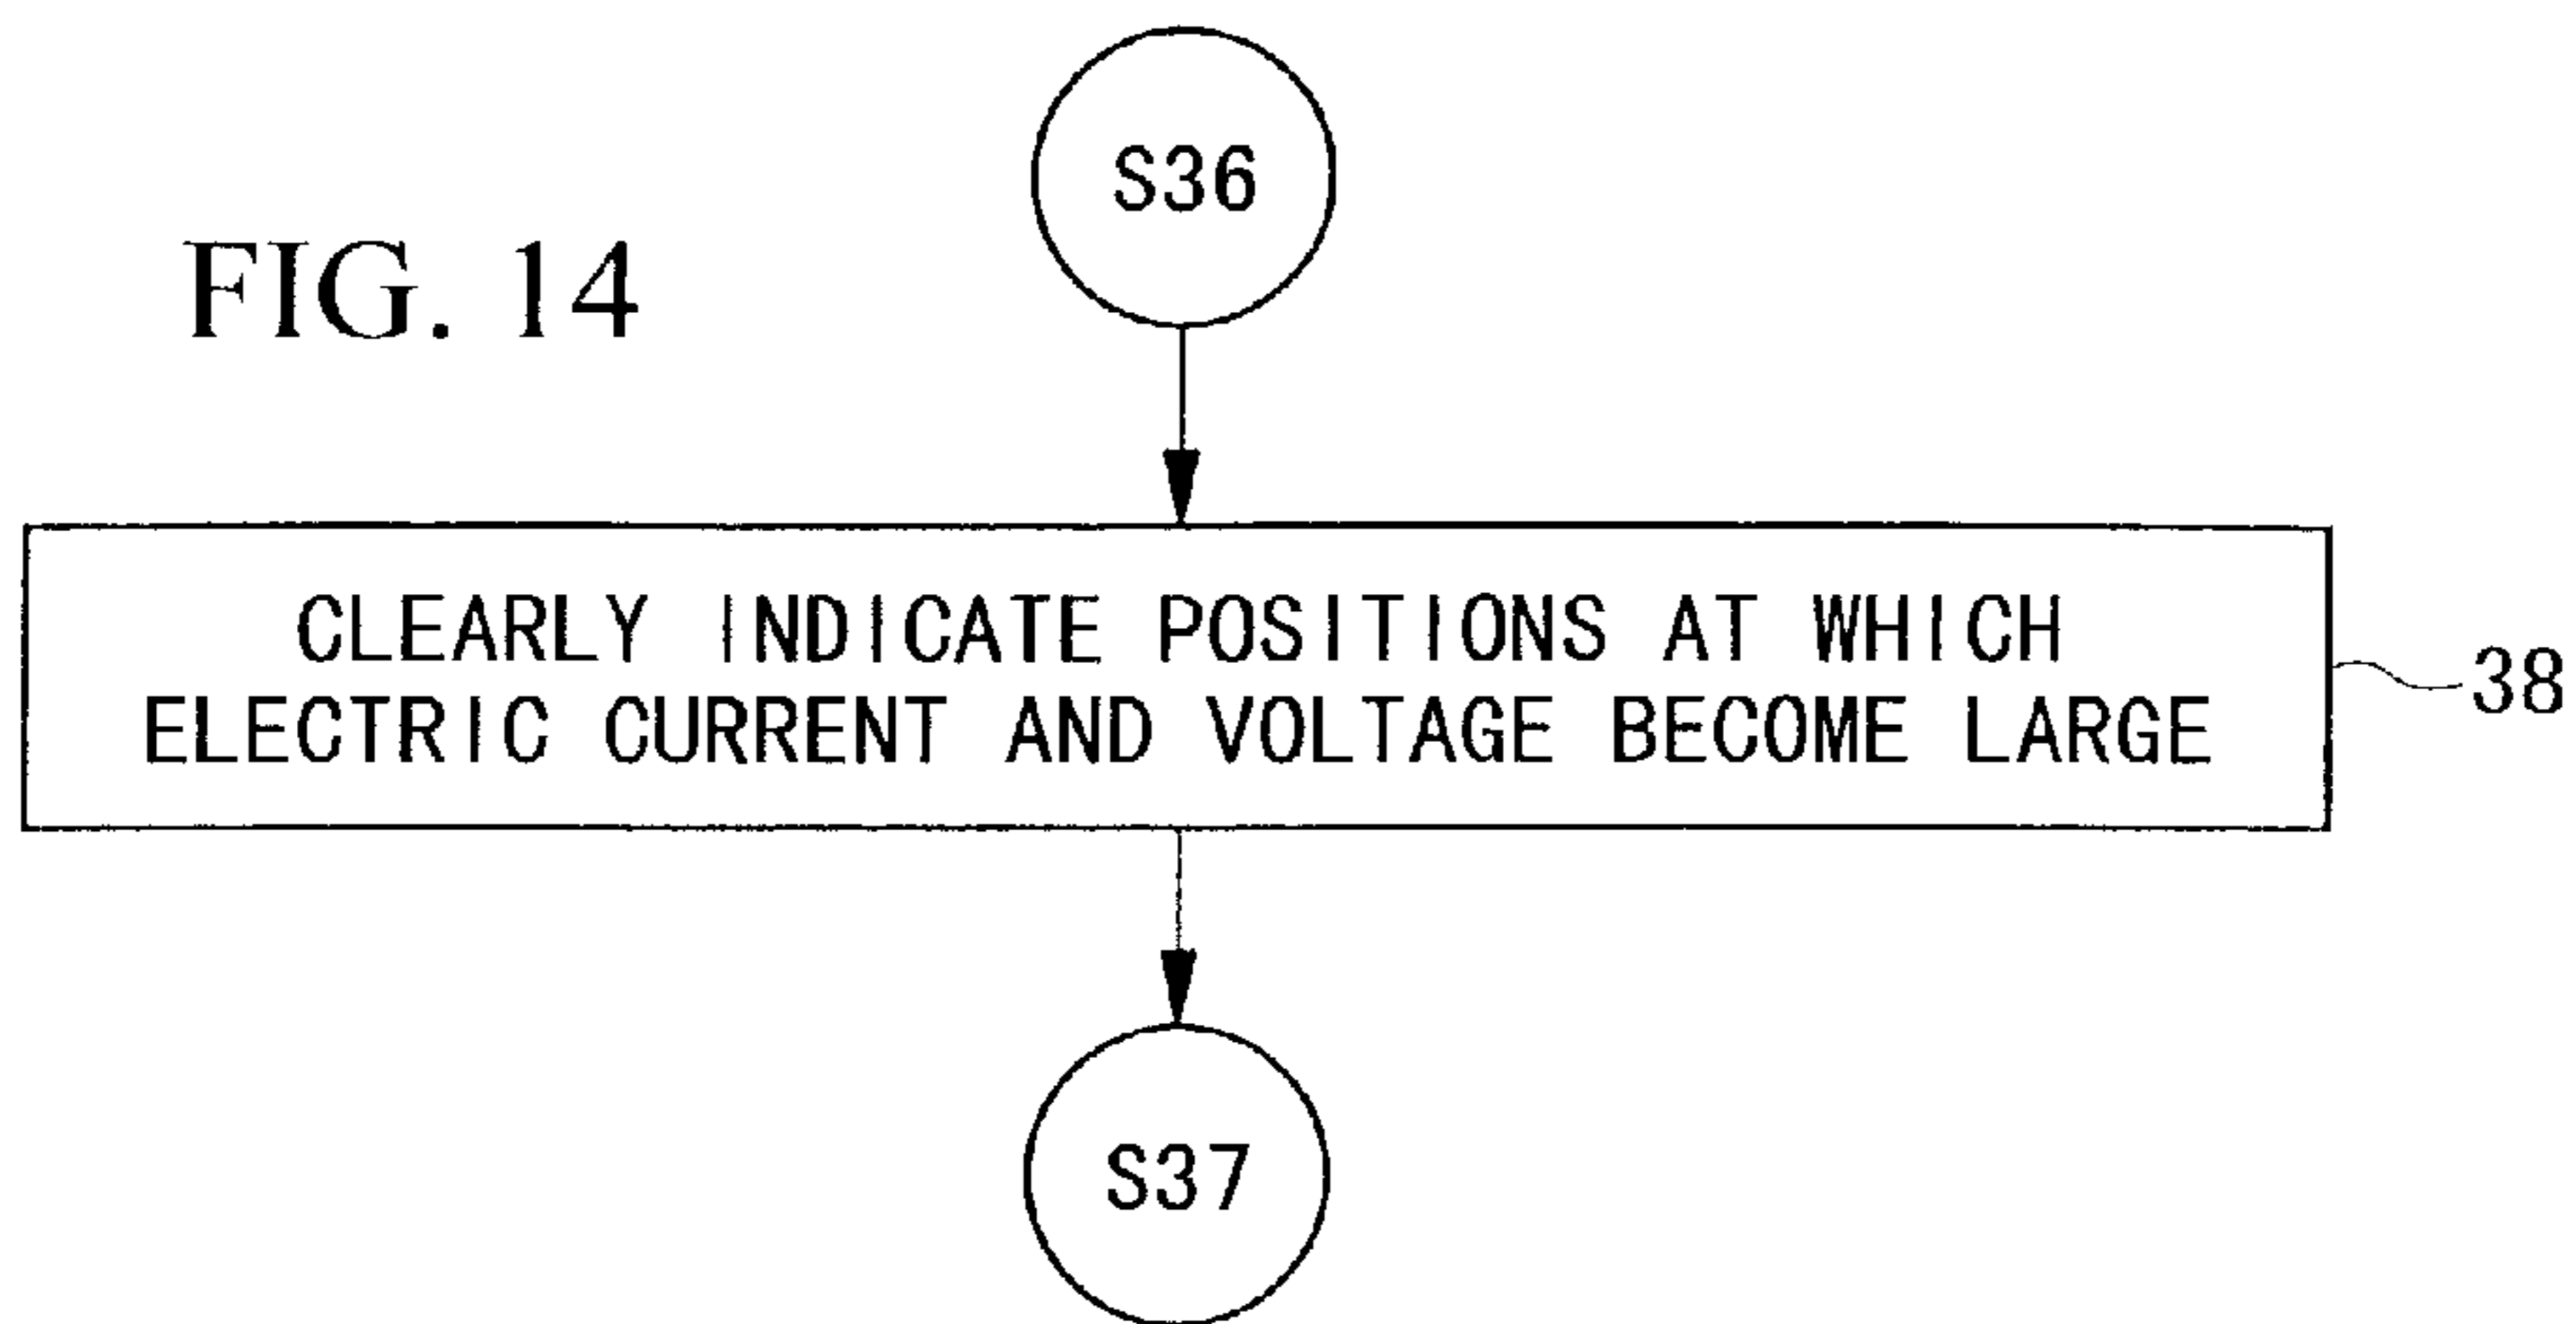 S36
FIG. 14
CLEARLY INDICATE POSITIONS AT WHICH
ELECTRIC CURRENT AND VOLTAGE BECOME LARGE
38
S37